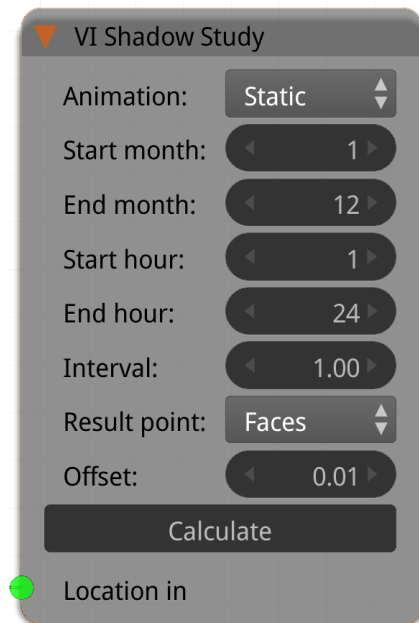 VI Shadow Study
Animation: Static
Start month: 1
End month: 12
Start hour: 1
End hour: 24
Interval: 1.00
Result point: Faces
Offset: 0.01
Calculate
Location in